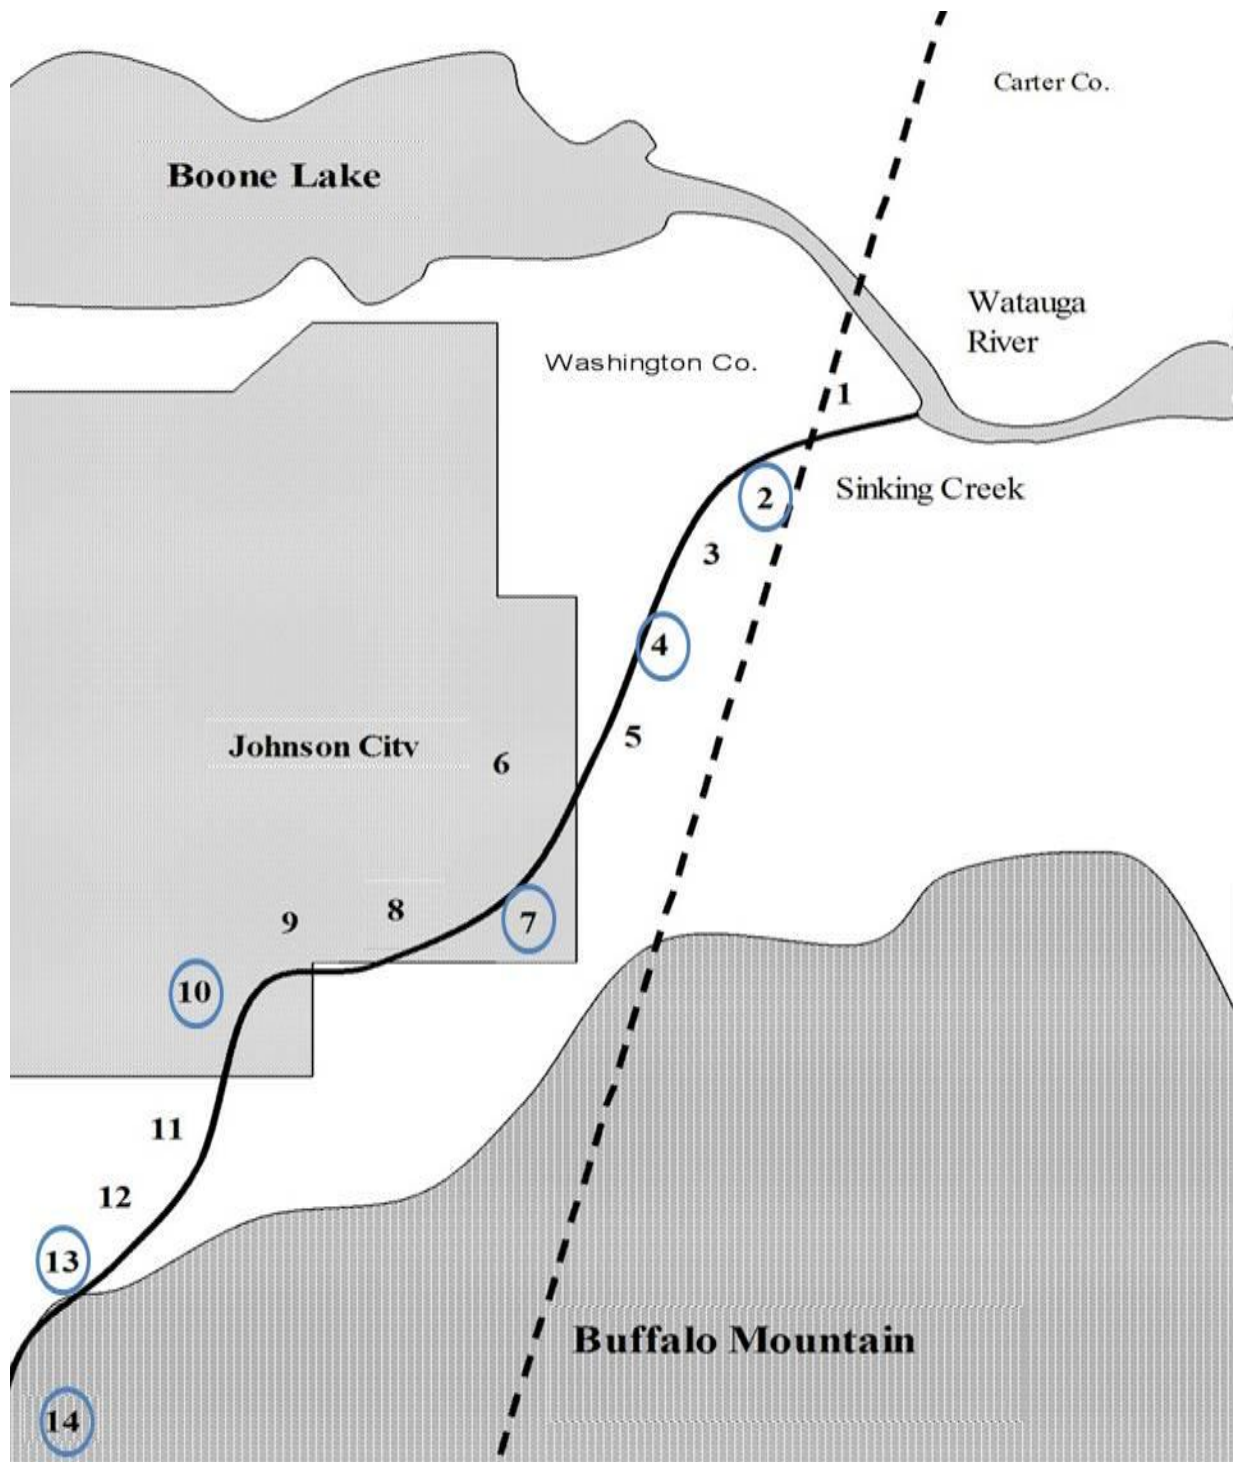 Carter Co.
Boone Lake
Watauga
River
Washington Co.
1
2
Sinking Creek
3
4
5
Johnson City
6
7
8
9
10
11
12
13
Buffalo Mountain
14